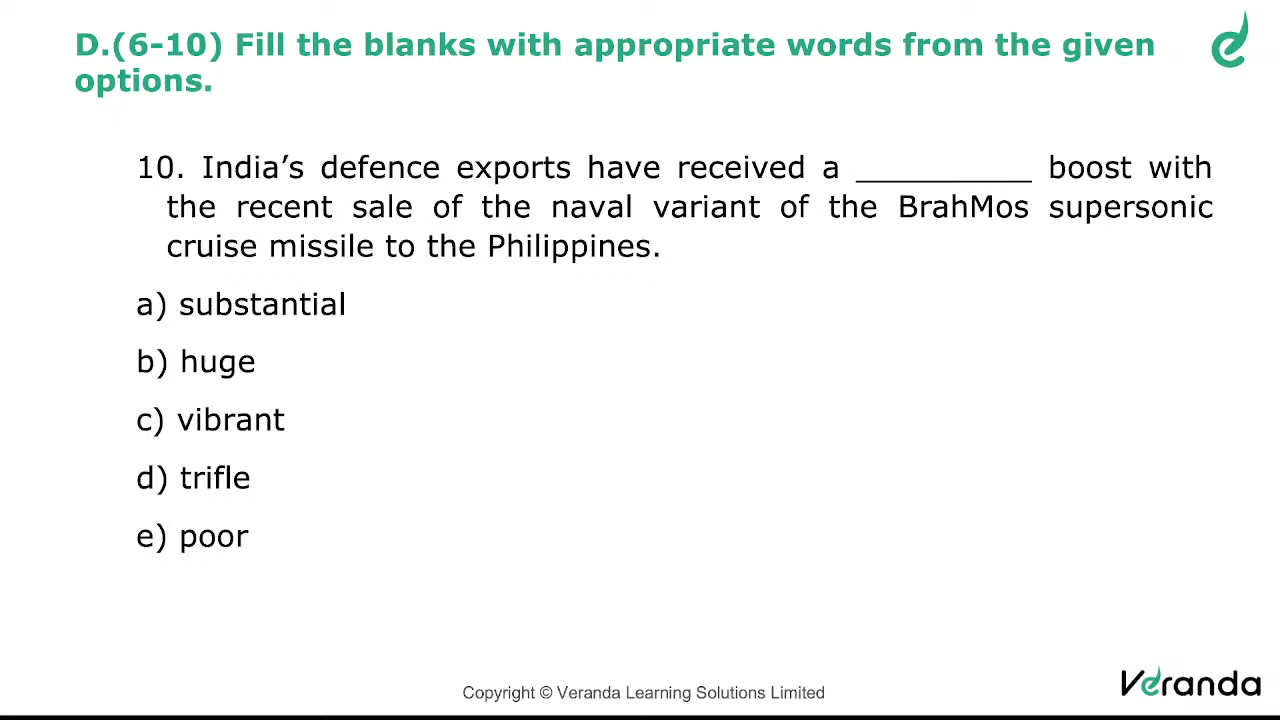 D.(6-10) Fill the blanks with appropriate words from the given
options.
10. India’s defence exports have received a ___________ boost with
the recent sale of the naval variant of the BrahMos supersonic
cruise missile to the Philippines.
a) substantial
b) huge
c) vibrant
d) trifle
e) poor
Copyright © Veranda Learning Solutions Limited
Veranda